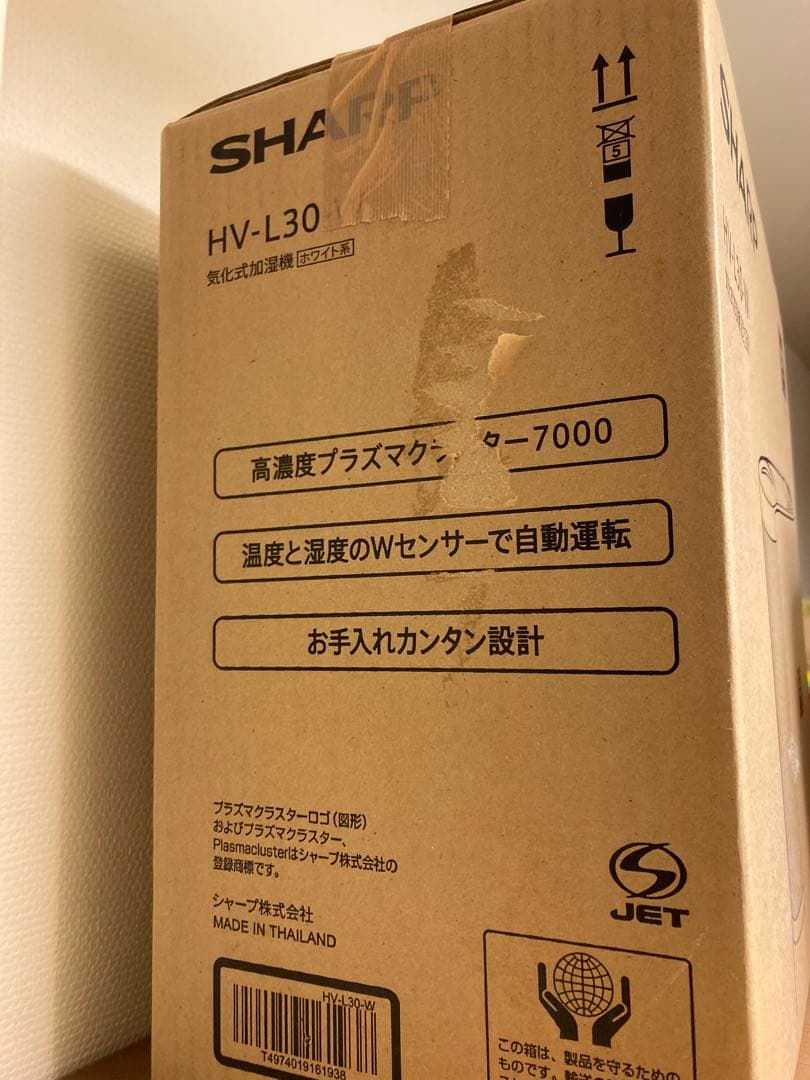 SHARP
HV-L30
気化式加湿機 ホワイト系
5
高濃度プラズマクラスター7000
温度と湿度のWセンサーで自動運転
お手入れカンタン設計
プラズマクラスターロゴ(図形)
およびプラズマクラスター、
Plasmaclusterはシャープ株式会社の
登録商標です。
シャープ株式会社
MADE IN THAILAND
JET
HV-L30-W
T4974019161938
この箱は、製品を守るための
ものです。
SHARP
HV-L30-W